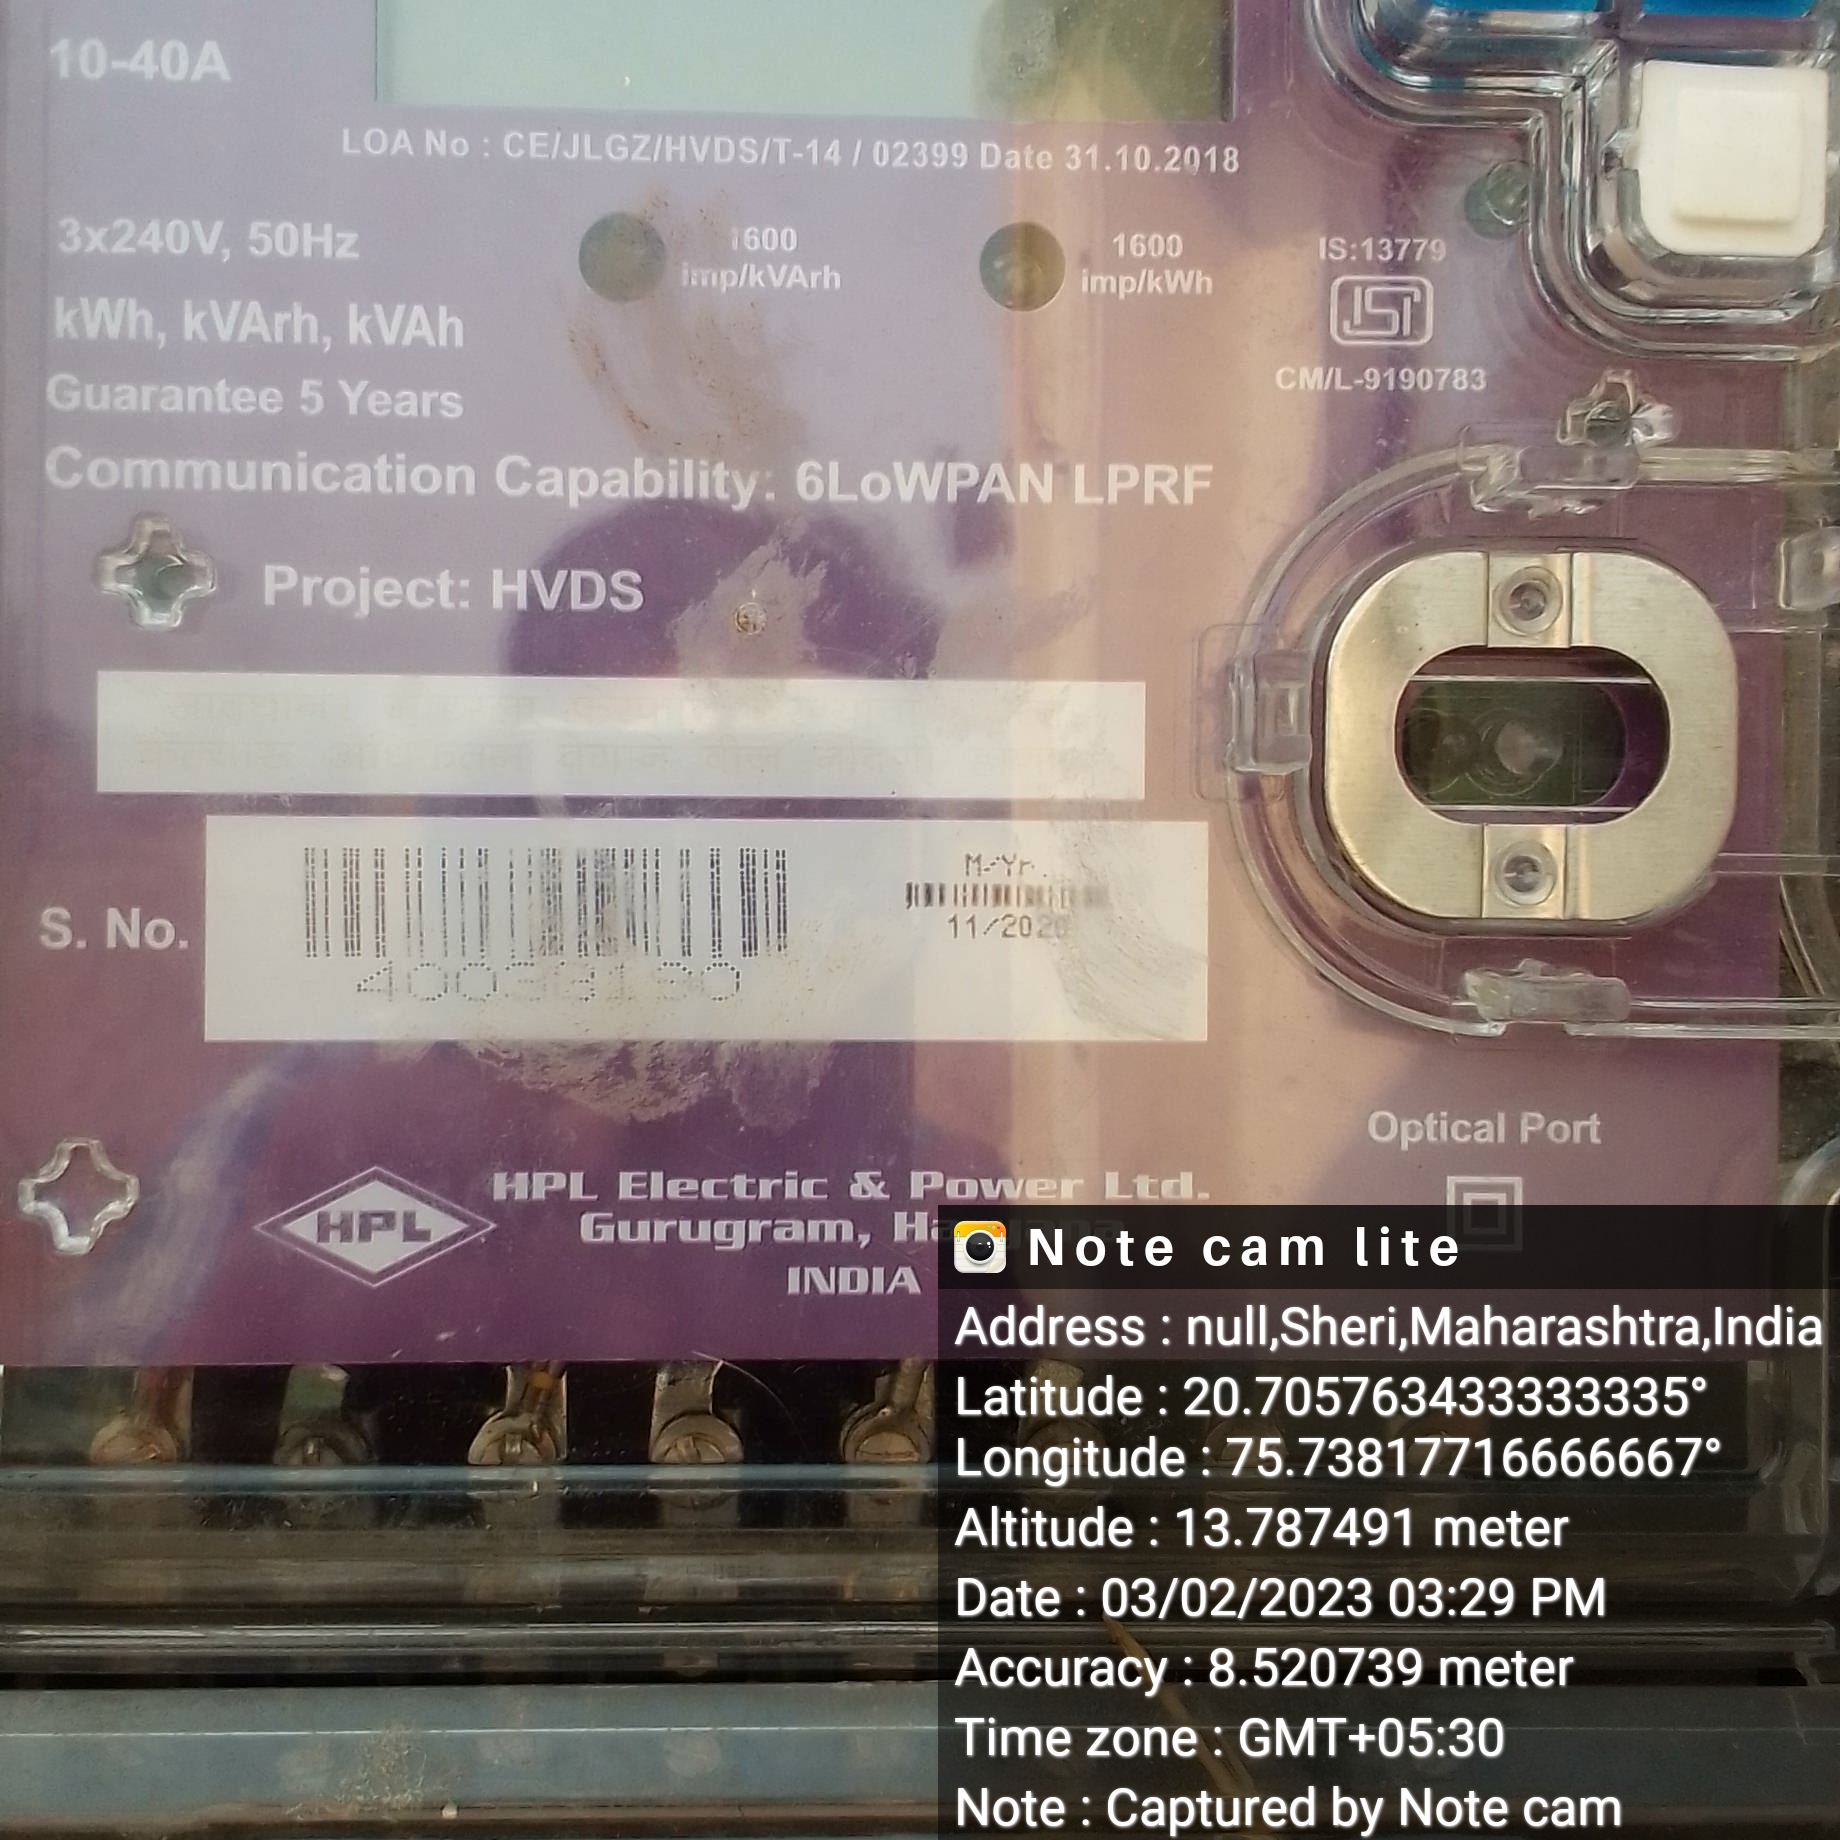 10-40A
LOA No : CE/JLGZ/HVDS/T-14 / 02399 Date 31.10.2018
3x240V, 50Hz
1600
imp/kVArh
1600
imp/kWh
IS:13779
ISI
CM/L-9190783
kWh, kVArh, kVAh
Guarantee 5 Years
Communication Capability: 6LoWPAN LPRF
Project: HVDS
S. No.
M-Yr.
11/2020
Optical Port
HPL
HPL Electric & Power Ltd.
Gurugram, Haryana
INDIA
Note cam lite
Address : null,Sheri,Maharashtra,India
Latitude : 20.705763433333335°
Longitude : 75.73817716666667°
Altitude : 13.787491 meter
Date : 03/02/2023 03:29 PM
Accuracy : 8.520739 meter
Time zone : GMT+05:30
Note : Captured by Note cam